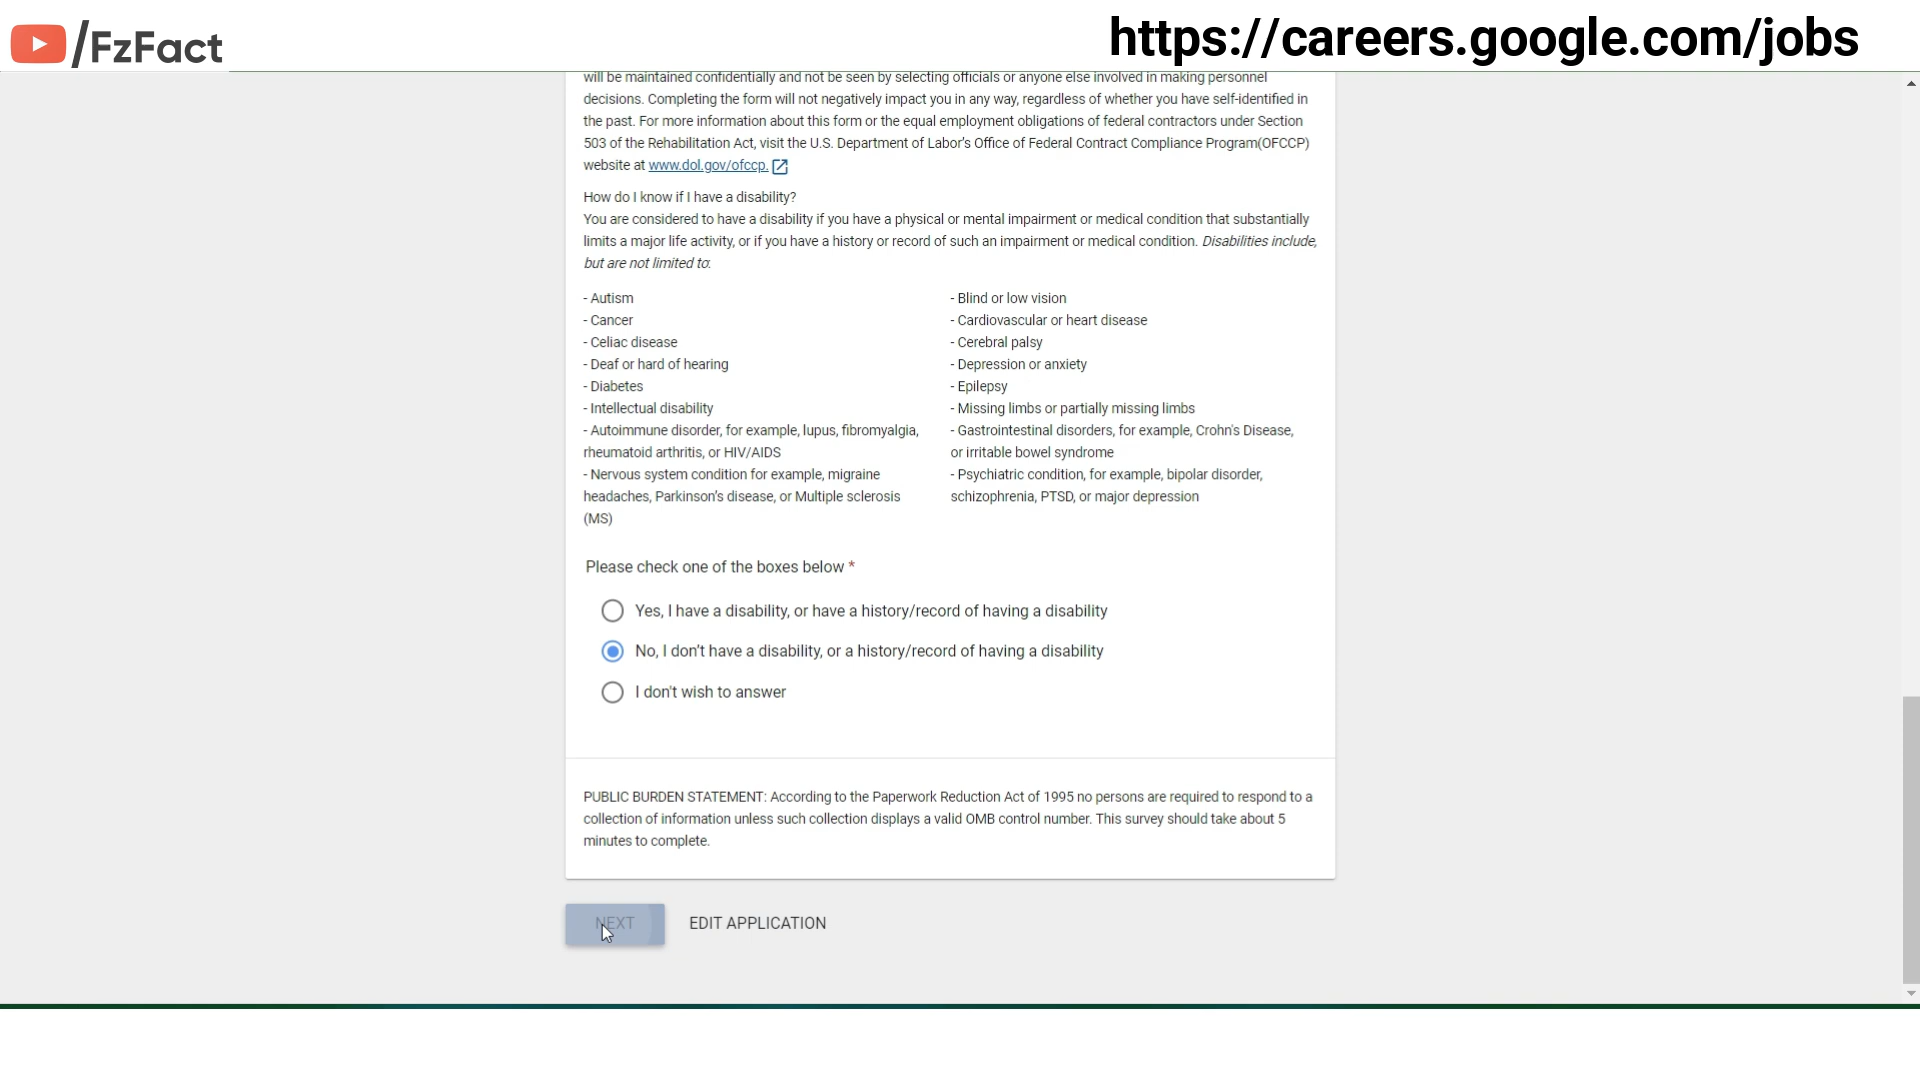 /FzFact
https://careers.google.com/jobs
will be maintained confidentially and not be seen by selecting officials or anyone else involved in making personnel
decisions. Completing the form will not negatively impact you in any way, regardless of whether you have self-identified in
the past. For more information about this form or the equal employment obligations of federal contractors under Section
503 of the Rehabilitation Act, visit the U.S. Department of Labor's Office of Federal Contract Compliance Program(OFCCP)
website at www.dol.gov/ofccp.
How do I know if I have a disability?
You are considered to have a disability if you have a physical or mental impairment or medical condition that substantially
limits a major life activity, or if you have a history or record of such an impairment or medical condition. Disabilities include,
but are not limited to:
- Autism
- Cancer
- Celiac disease
- Deaf or hard of hearing
- Diabetes
- Intellectual disability
- Autoimmune disorder, for example, lupus, fibromyalgia,
rheumatoid arthritis, or HIV/AIDS
- Nervous system condition for example, migraine
headaches, Parkinson's disease, or Multiple sclerosis
(MS)
- Blind or low vision
- Cardiovascular or heart disease
- Cerebral palsy
- Depression or anxiety
- Epilepsy
- Missing limbs or partially missing limbs
- Gastrointestinal disorders, for example, Crohn's Disease,
or irritable bowel syndrome
- Psychiatric condition, for example, bipolar disorder,
schizophrenia, PTSD, or major depression
Please check one of the boxes below *
Yes, I have a disability, or have a history/record of having a disability
No, I don't have a disability, or a history/record of having a disability
I don't wish to answer
PUBLIC BURDEN STATEMENT: According to the Paperwork Reduction Act of 1995 no persons are required to respond to a
collection of information unless such collection displays a valid OMB control number. This survey should take about 5
minutes to complete.
NEXT
EDIT APPLICATION